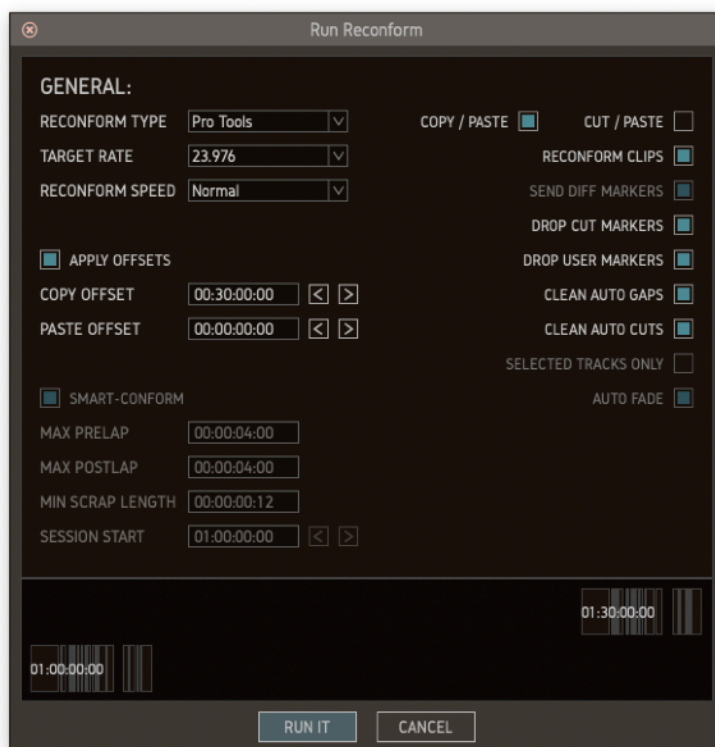 Run Reconform
GENERAL:
RECONFORM TYPE Pro Tools COPY / PASTE CUT / PASTE
TARGET RATE 23.976 RECONFORM CLIPS
RECONFORM SPEED Normal SEND DIFF MARKERS
DROP CUT MARKERS
APPLY OFFSETS DROP USER MARKERS
COPY OFFSET 00:30:00:00 < > CLEAN AUTO GAPS
PASTE OFFSET 00:00:00:00 < > CLEAN AUTO CUTS
SELECTED TRACKS ONLY
SMART-CONFORM AUTO FADE
MAX PRELAP 00:00:04:00
MAX POSTLAP 00:00:04:00
MIN SCRAP LENGTH 00:00:00:12
SESSION START 01:00:00:00 < >
01:30:00:00
01:00:00:00
RUN IT CANCEL